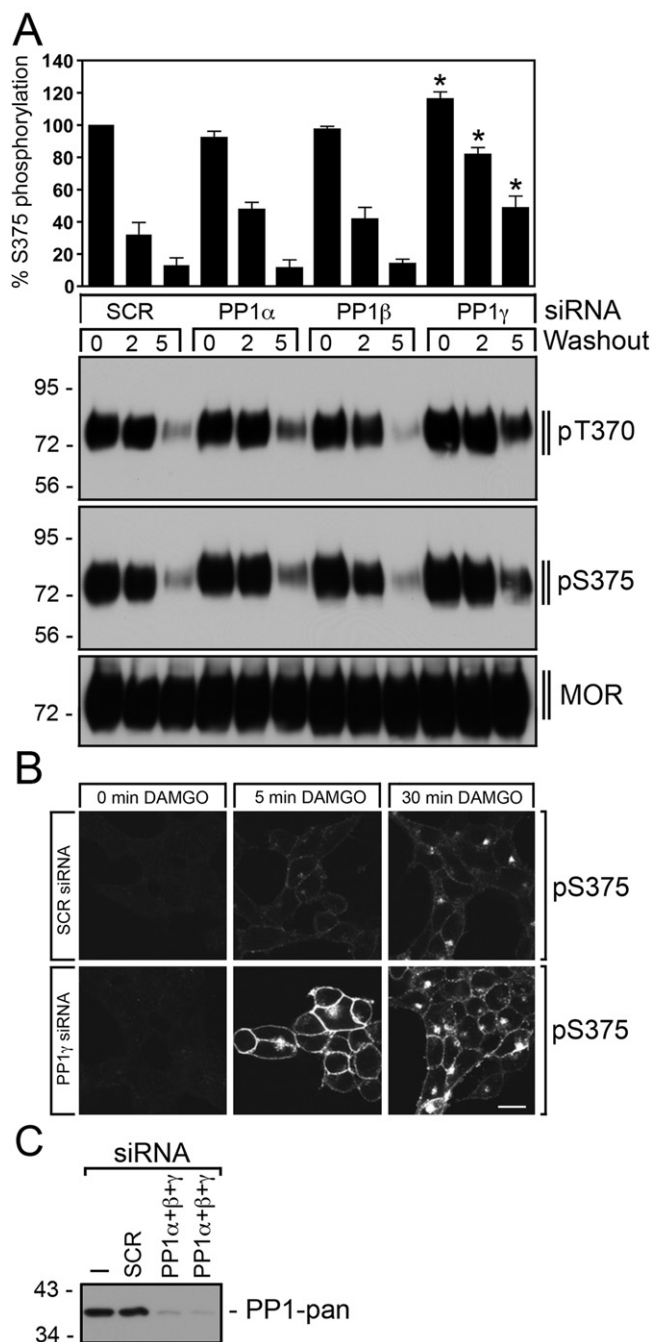 A
% S375 phosphorylation
140
120
100
80
60
40
20
0
* * *
SCR PP1α PP1β PP1γ siRNA
0 2 5 0 2 5 0 2 5 0 2 5 Washout
95 -
72 -
56 -
pT370
95 -
72 -
56 -
pS375
72 -
MOR
B
0 min DAMGO 5 min DAMGO 30 min DAMGO
SCR siRNA
pS375
PP1γ siRNA
pS375
C
siRNA
–
SCR
PP1α+β+γ
PP1α+β+γ
43 -
34 -
- PP1-pan